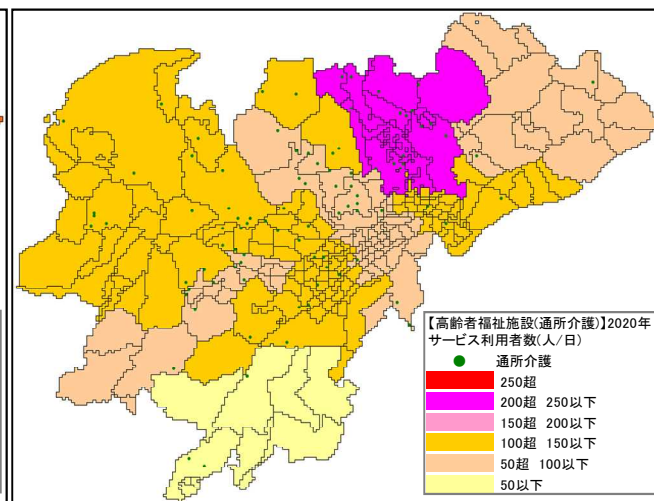 【高齢者福祉施設(通所介護)】2020年
サービス利用者数(人/日)
通所介護
250超
200超 250以下
150超 200以下
100超 150以下
50超 100以下
50以下